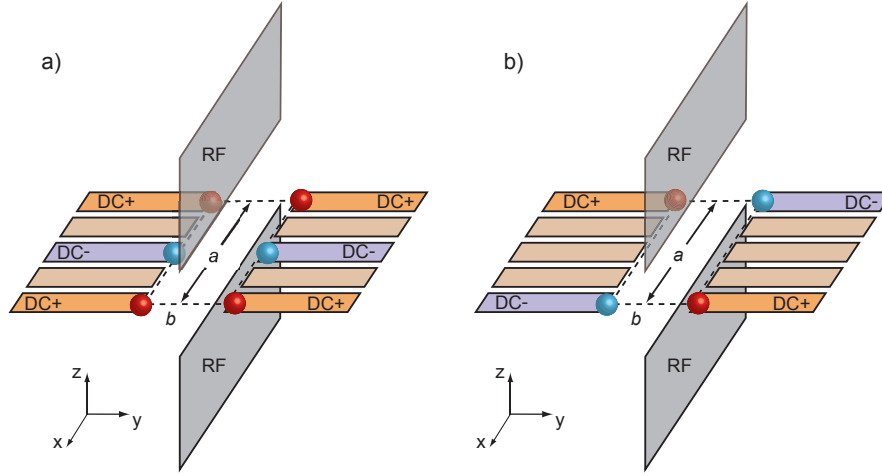 a)
RF
DC+
DC+
DC-
DC-
a
DC+
DC+
b
RF
z
y
x
b)
RF
DC+
DC-
a
DC-
DC+
b
RF
z
y
x